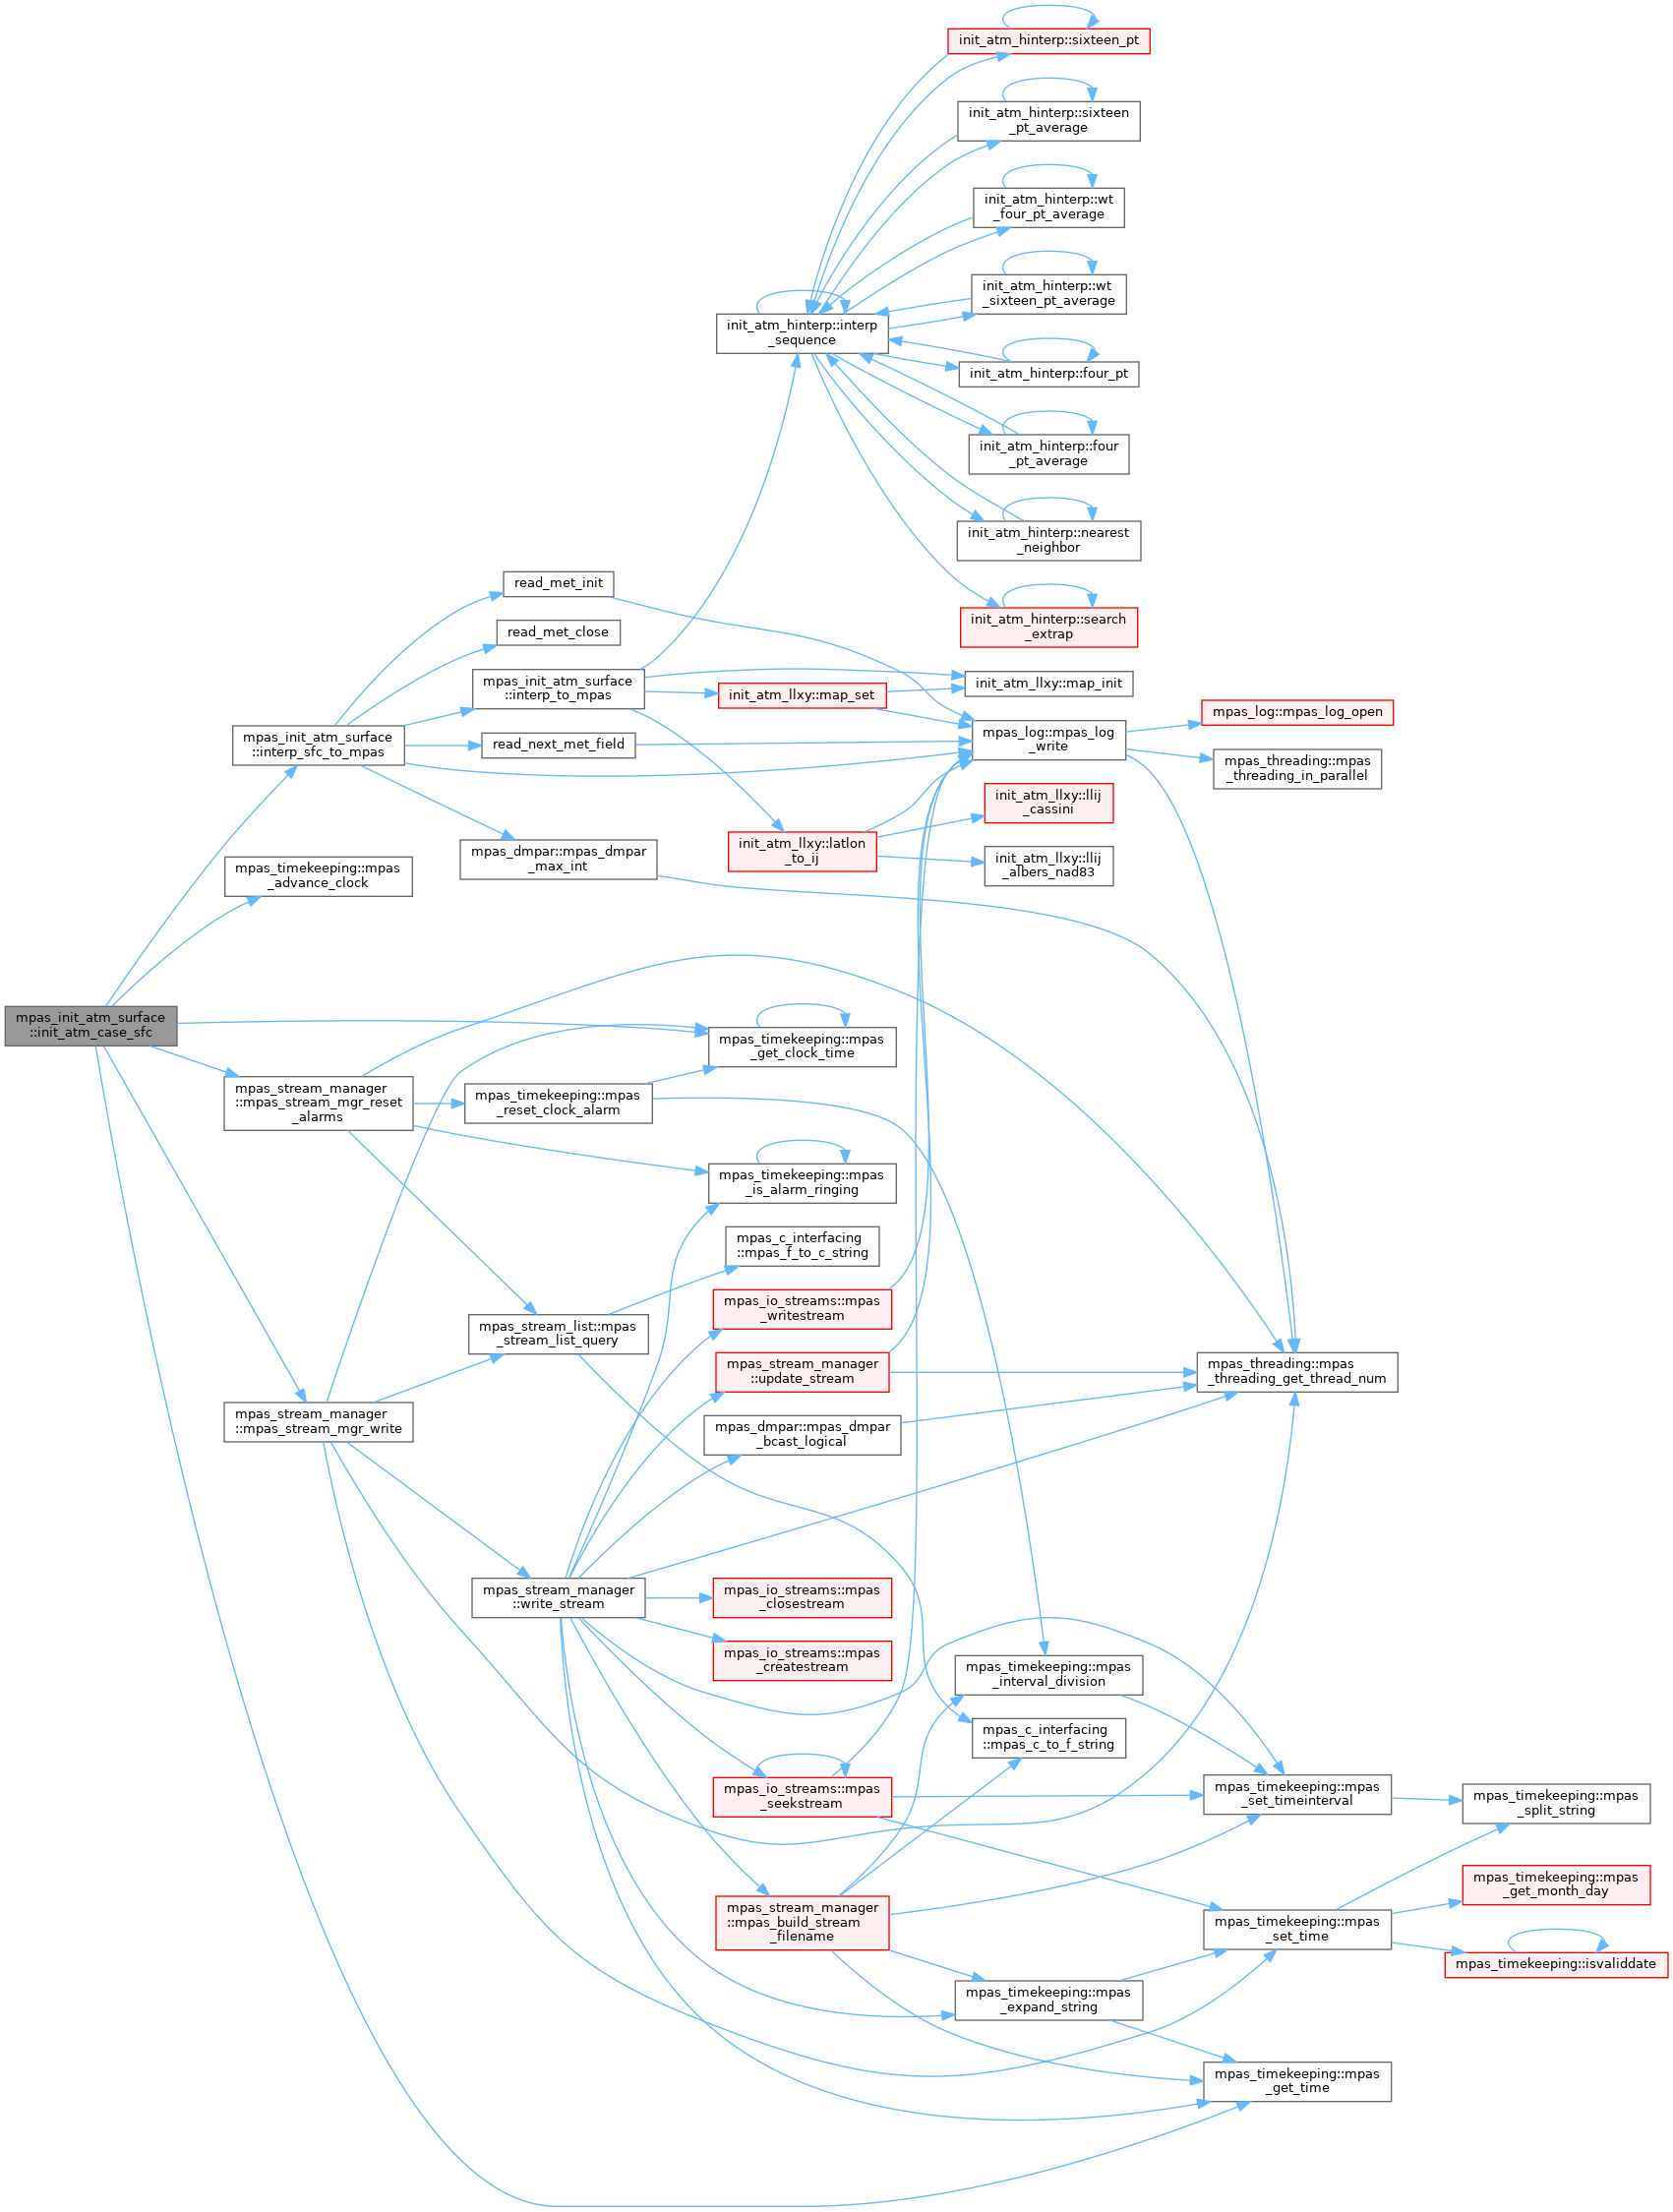 init_atm_hinterp::sixteen_pt
init_atm_hinterp::sixteen
_pt_average
init_atm_hinterp::wt
_four_pt_average
init_atm_hinterp::wt
_sixteen_pt_average
init_atm_hinterp::interp
_sequence
init_atm_hinterp::four_pt
init_atm_hinterp::four
_pt_average
init_atm_hinterp::nearest
_neighbor
read_met_init
init_atm_hinterp::search
_extrap
read_met_close
mpas_init_atm_surface
::interp_to_mpas
init_atm_llxy::map_set
init_atm_llxy::map_init
mpas_log::mpas_log_open
mpas_init_atm_surface
::interp_sfc_to_mpas
read_next_met_field
mpas_log::mpas_log
_write
mpas_threading::mpas
_threading_in_parallel
init_atm_llxy::llij
_cassini
mpas_dmpar::mpas_dmpar
_max_int
init_atm_llxy::latlon
_to_ij
init_atm_llxy::llij
_albers_nad83
mpas_timekeeping::mpas
_advance_clock
mpas_init_atm_surface
::init_atm_case_sfc
mpas_timekeeping::mpas
_get_clock_time
mpas_stream_manager
::mpas_stream_mgr_reset
_alarms
mpas_timekeeping::mpas
_reset_clock_alarm
mpas_timekeeping::mpas
_is_alarm_ringing
mpas_c_interfacing
::mpas_f_to_c_string
mpas_io_streams::mpas
_writestream
mpas_stream_list::mpas
_stream_list_query
mpas_stream_manager
::update_stream
mpas_threading::mpas
_threading_get_thread_num
mpas_stream_manager
::mpas_stream_mgr_write
mpas_dmpar::mpas_dmpar
_bcast_logical
mpas_stream_manager
::write_stream
mpas_io_streams::mpas
_closestream
mpas_io_streams::mpas
_createstream
mpas_timekeeping::mpas
_interval_division
mpas_c_interfacing
::mpas_c_to_f_string
mpas_io_streams::mpas
_seekstream
mpas_timekeeping::mpas
_set_timeinterval
mpas_timekeeping::mpas
_split_string
mpas_timekeeping::mpas
_get_month_day
mpas_stream_manager
::mpas_build_stream
_filename
mpas_timekeeping::mpas
_set_time
mpas_timekeeping::isvaliddate
mpas_timekeeping::mpas
_expand_string
mpas_timekeeping::mpas
_get_time